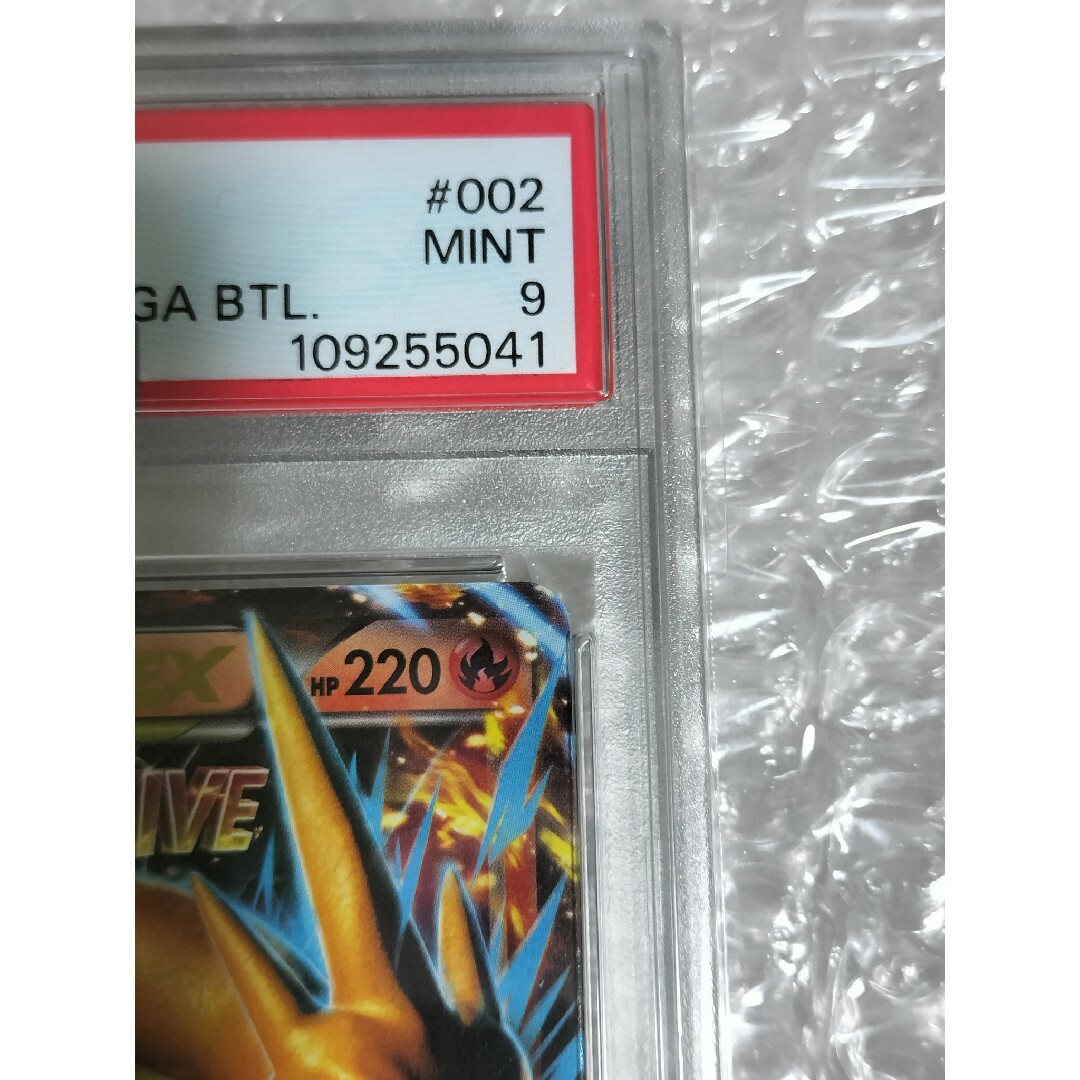 #002
MINT
GA BTL. 9
109255041
EX HP 220
IVE